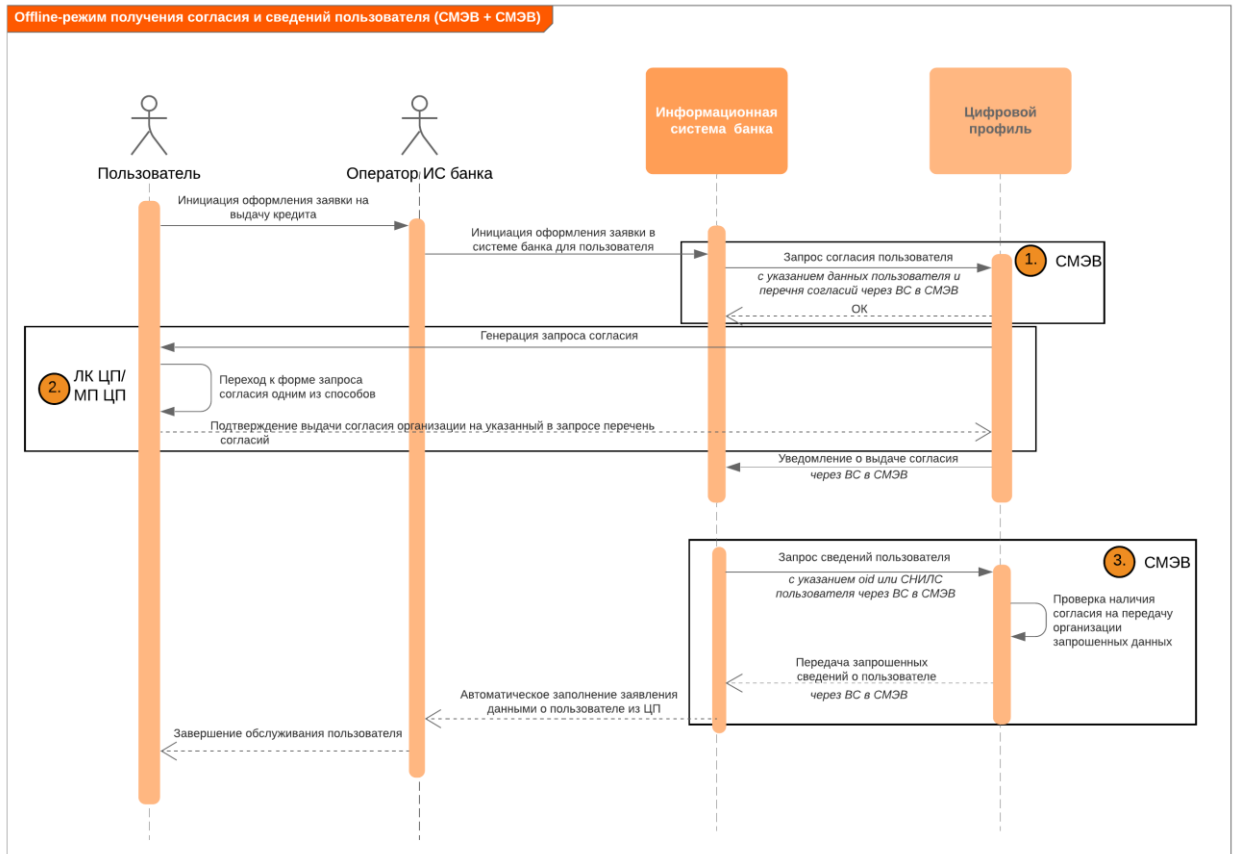 Offline-режим получения согласия и сведений пользователя (СМЭВ + СМЭВ)
Информационная
система банка
Цифровой
профиль
Пользователь
Оператор ИС банка
Инициация оформления заявки на
выдачу кредита
Инициация оформления заявки в
системе банка для пользователя
Запрос согласия пользователя
с указанием данных пользователя и
перечня согласий через ВС в СМЭВ
1.
СМЭВ
ОК
Генерация запроса согласия
2.
ЛК ЦП/
МП ЦП
Переход к форме запроса
согласия одним из способов
Подтверждение выдачи согласия организации на указанный в запросе перечень
согласий
Уведомление о выдаче согласия
через ВС в СМЭВ
Запрос сведений пользователя
с указанием oid или СНИЛС
пользователя через ВС в СМЭВ
3.
СМЭВ
Проверка наличия
согласия на передачу
организации
запрошенных данных
Передача запрошенных
сведений о пользователе
через ВС в СМЭВ
Автоматическое заполнение заявления
данными о пользователе из ЦП
Завершение обслуживания пользователя